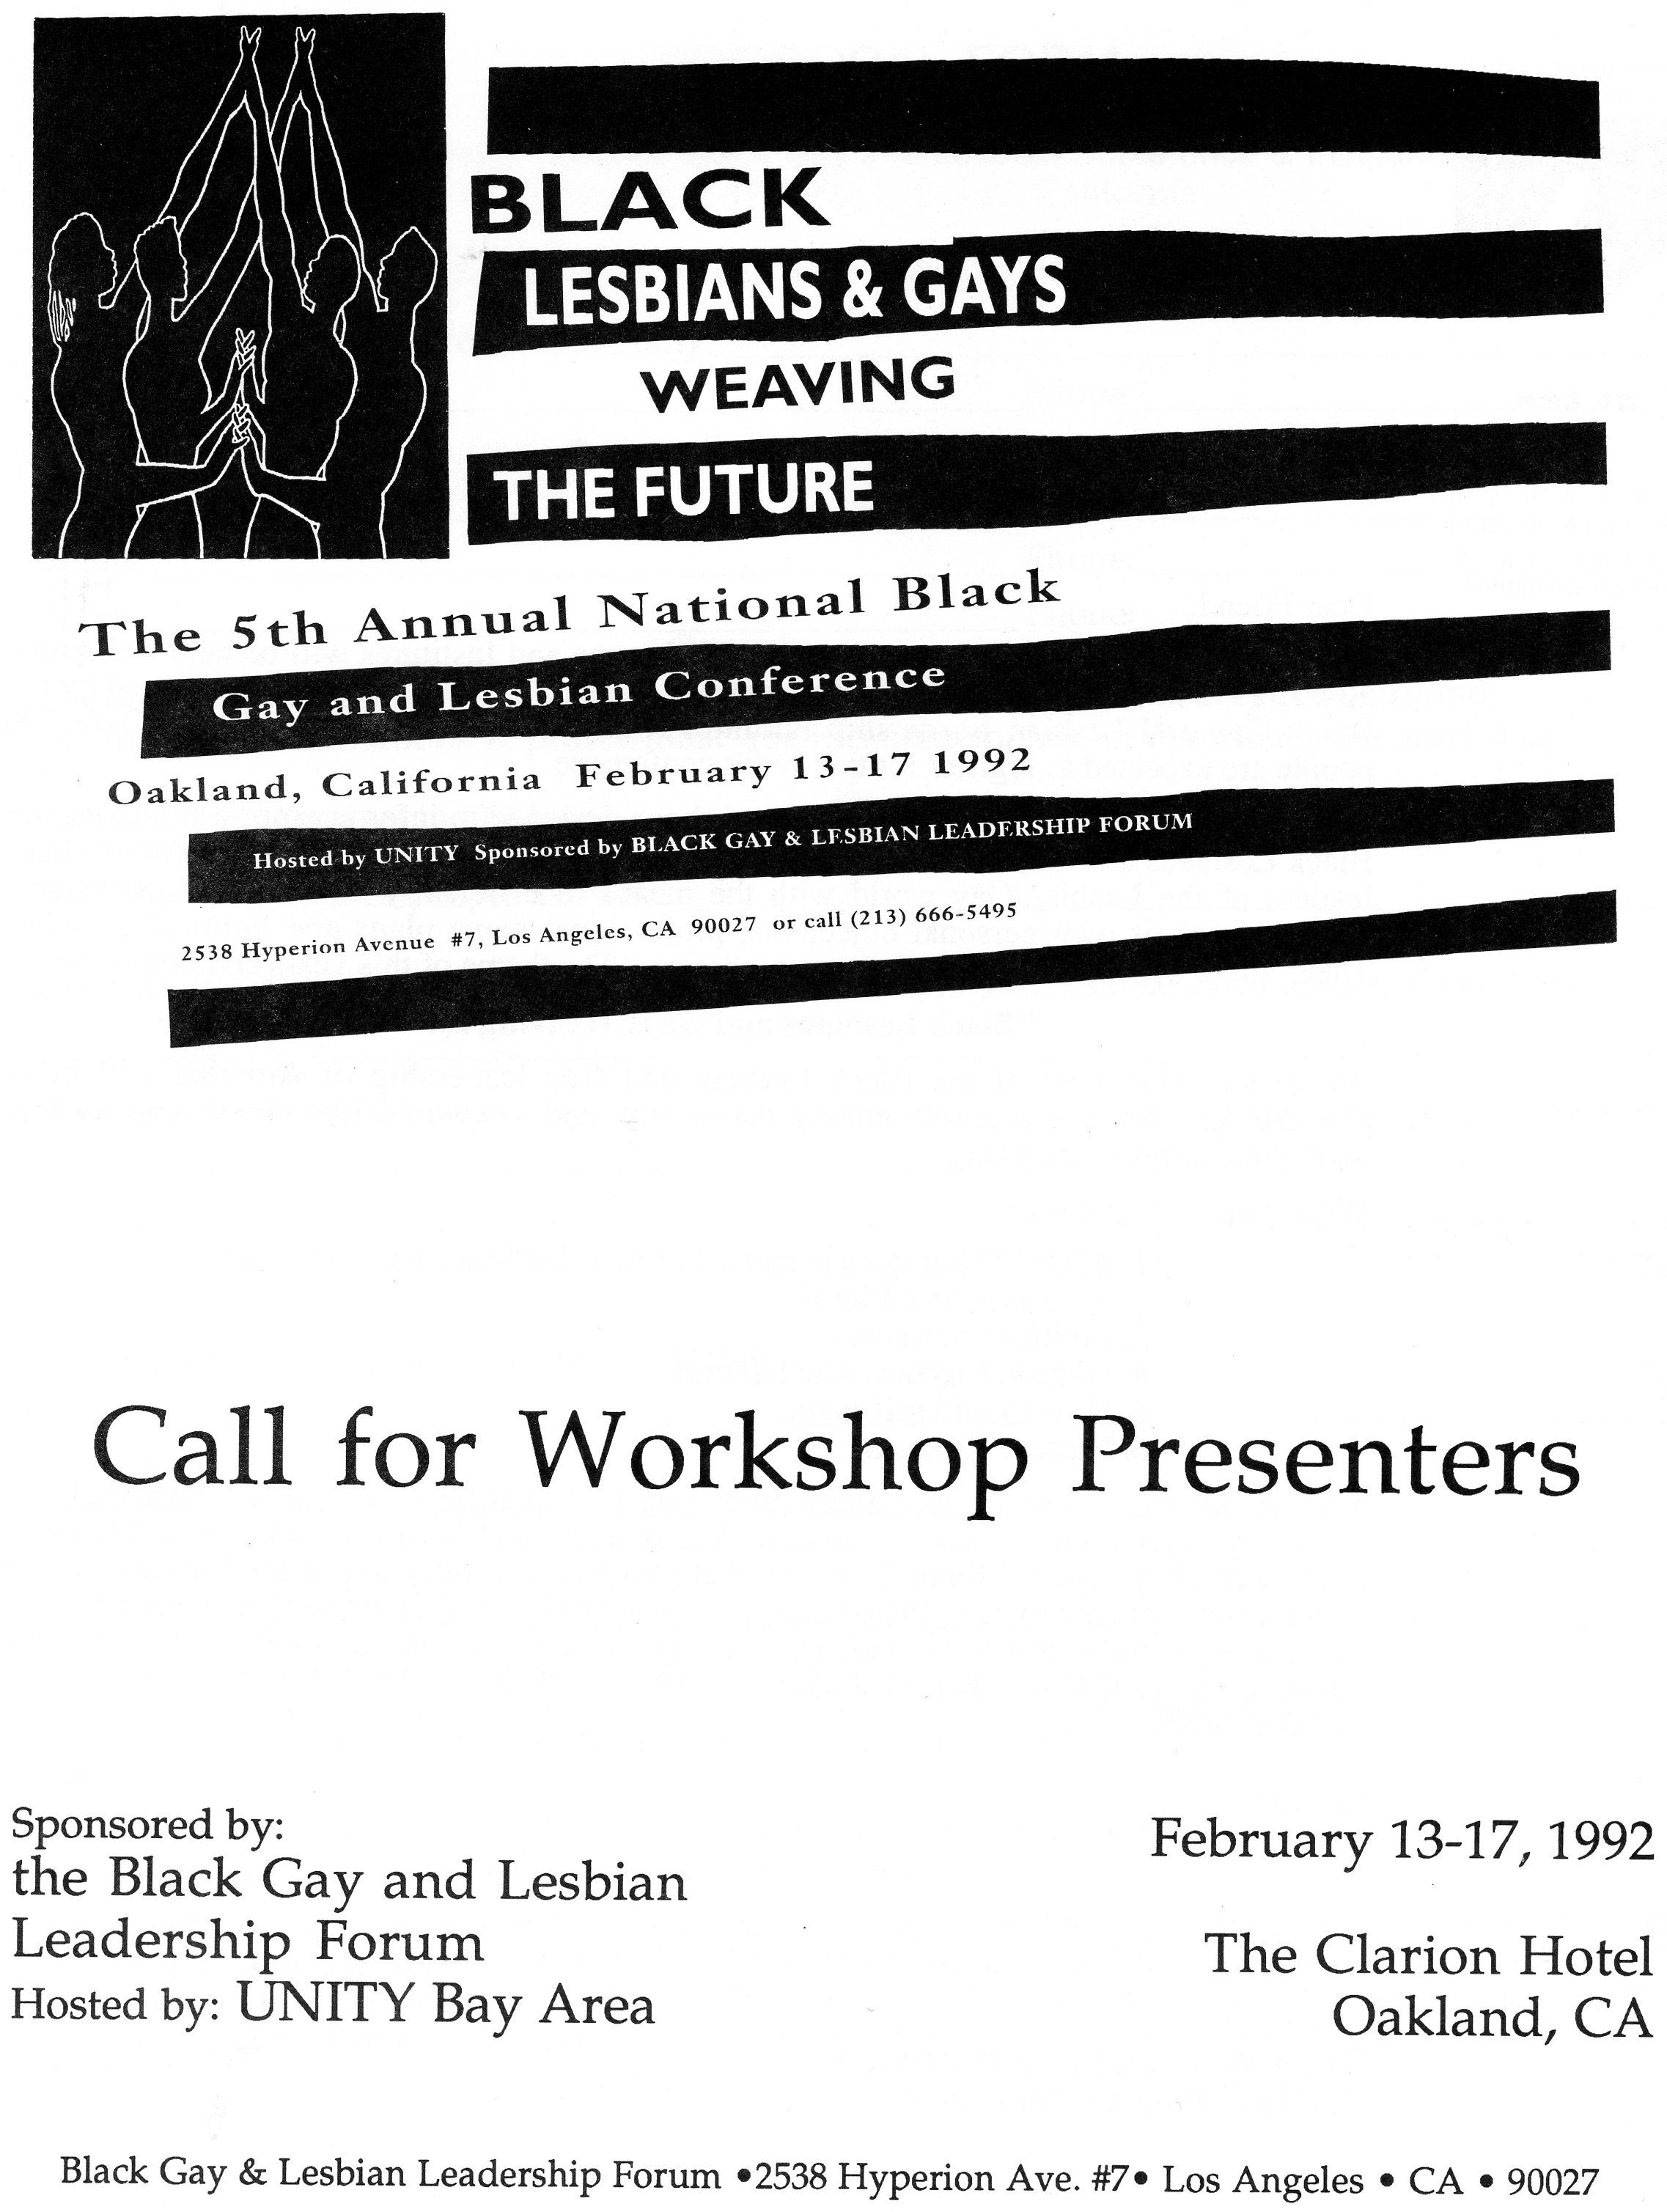 BLACK
LESBIANS & GAYS
WEAVING
THE FUTURE
The 5th Annual National Black
Gay and Lesbian Conference
Oakland, California February 13-17 1992
Hosted by UNITY Sponsored by BLACK GAY & LESBIAN LEADERSHIP FORUM
2538 Hyperion Avenue #7, Los Angeles, CA 90027 or call (213) 666-5495
Call for Workshop Presenters
Sponsored by:
the Black Gay and Lesbian
Leadership Forum
Hosted by: UNITY Bay Area
February 13-17, 1992
The Clarion Hotel
Oakland, CA
Black Gay & Lesbian Leadership Forum •2538 Hyperion Ave. #7• Los Angeles • CA • 90027